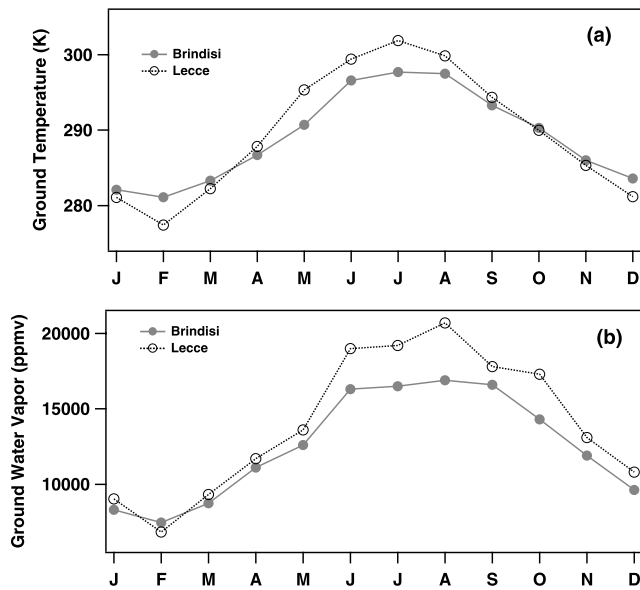 (a)
Brindisi
Lecce
Ground Temperature (K)
300
290
280
J F M A M J J A S O N D
(b)
Brindisi
Lecce
Ground Water Vapor (ppmv)
20000
15000
10000
J F M A M J J A S O N D